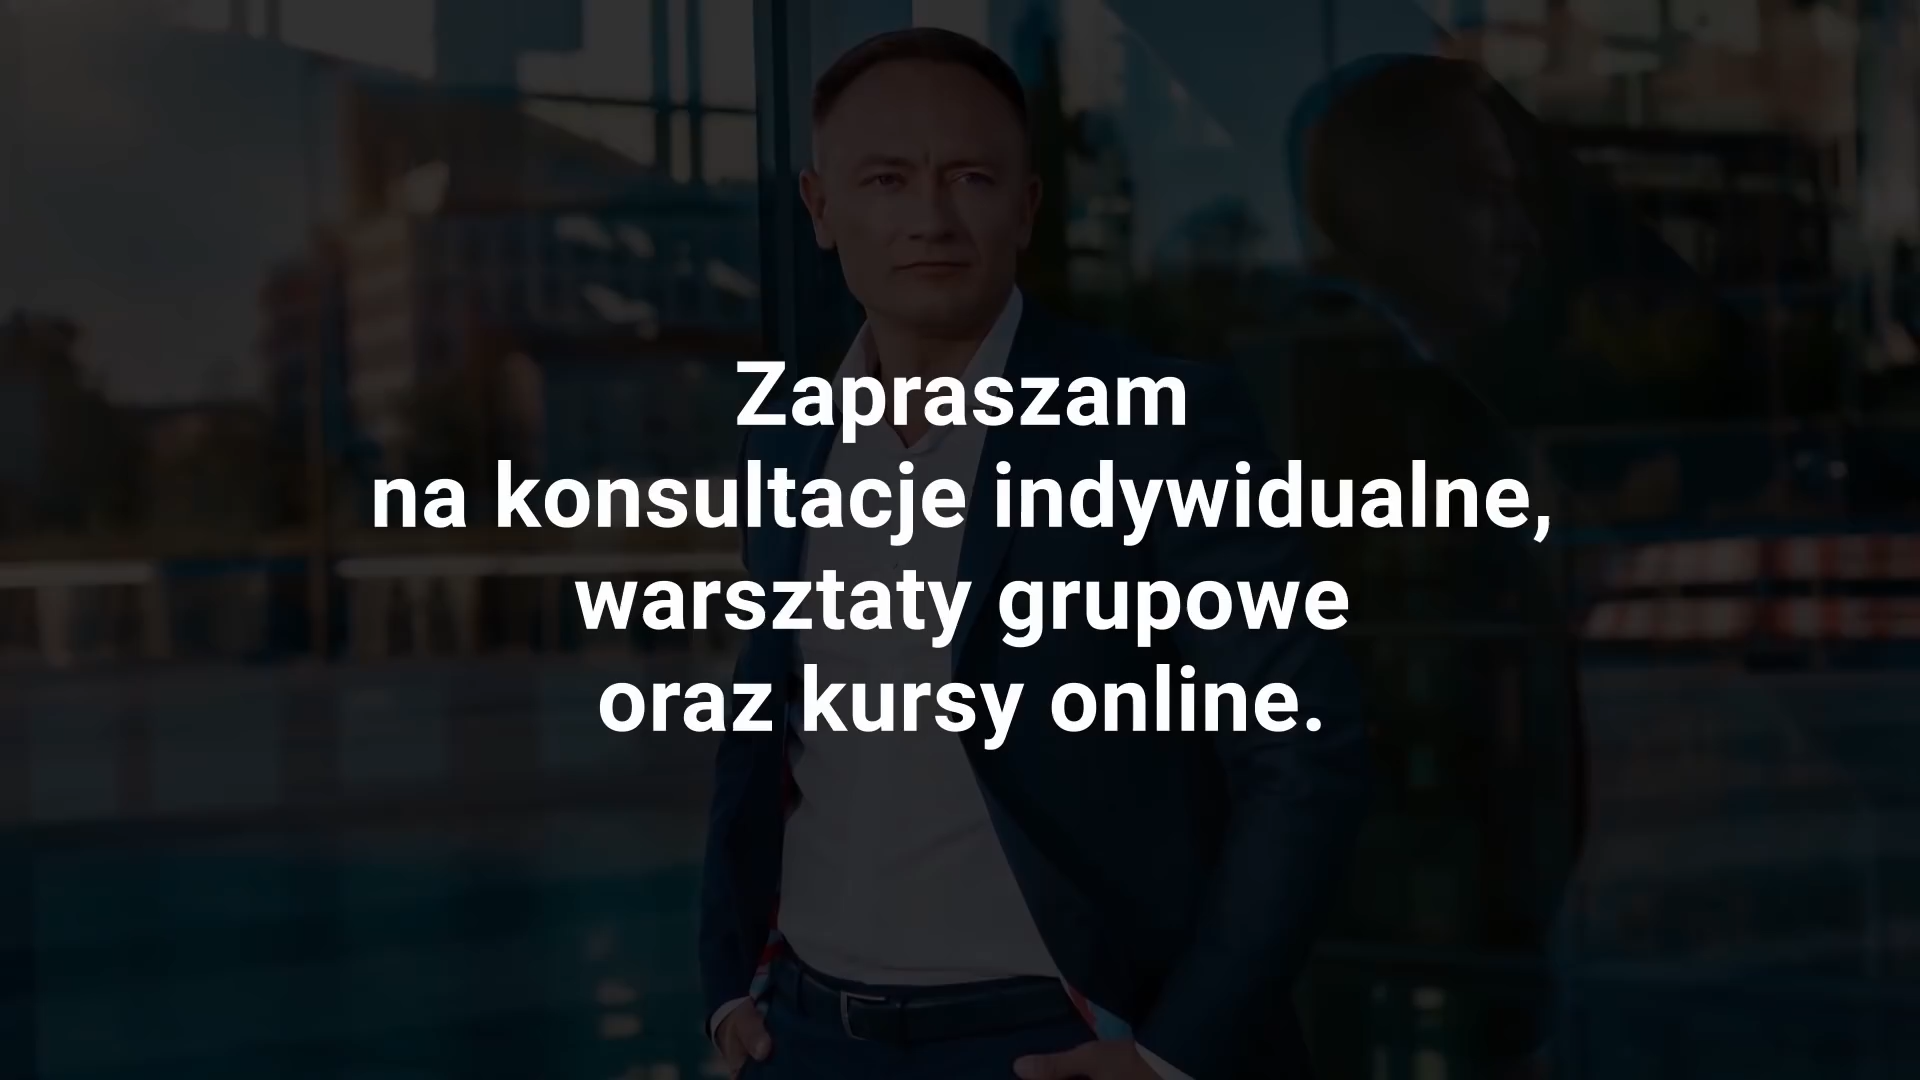 Zapraszam
na konsultacje indywidualne,
warsztaty grupowe
oraz kursy online.